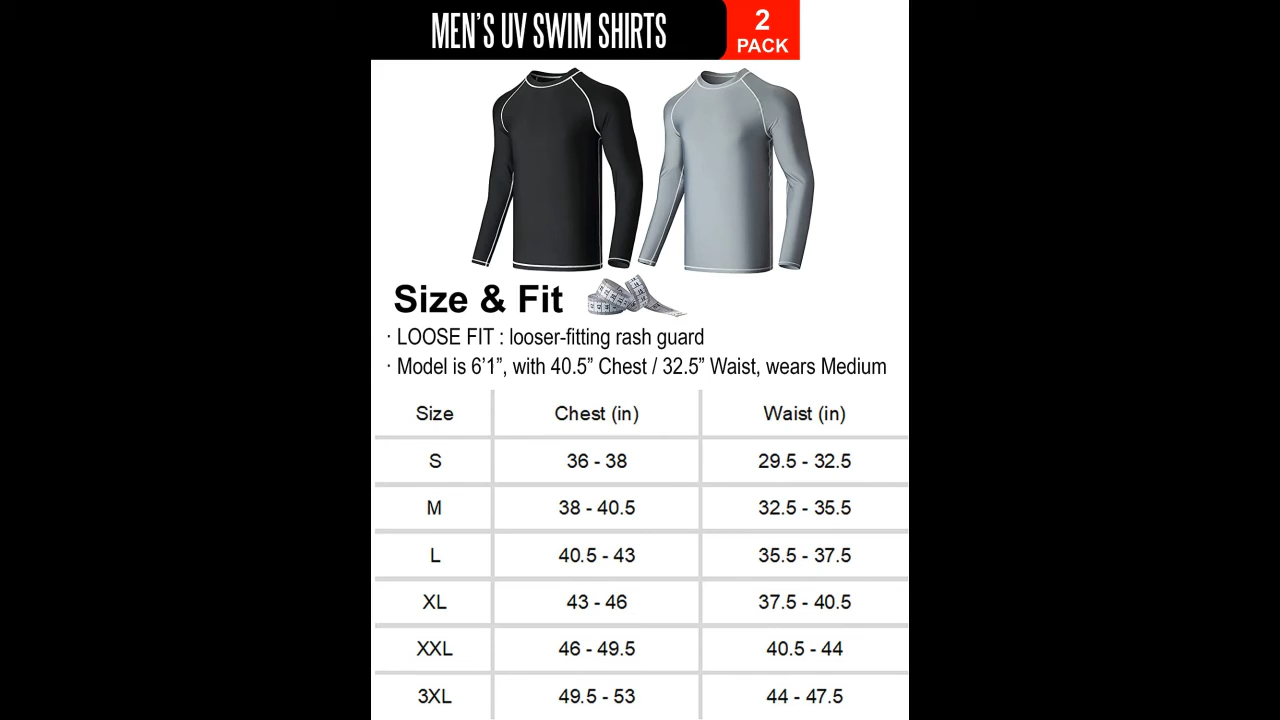 MEN'S UV SWIM SHIRTS
2
PACK
Size & Fit
· LOOSE FIT : looser-fitting rash guard
· Model is 6’1”, with 40.5” Chest / 32.5” Waist, wears Medium
Size Chest (in) Waist (in)
S 36 - 38 29.5 - 32.5
M 38 - 40.5 32.5 - 35.5
L 40.5 - 43 35.5 - 37.5
XL 43 - 46 37.5 - 40.5
XXL 46 - 49.5 40.5 - 44
3XL 49.5 - 53 44 - 47.5